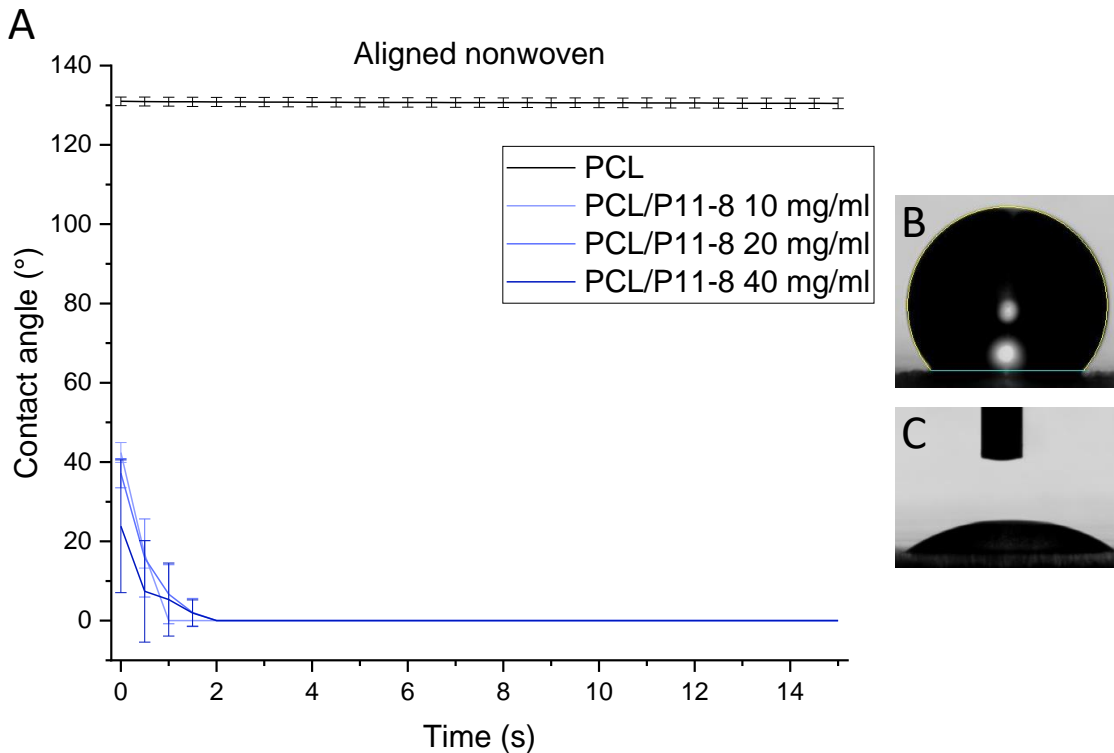 A
Aligned nonwoven
140
120
100
80
60
40
20
0
Contact angle (°)
PCL
PCL/P11-8 10 mg/ml
PCL/P11-8 20 mg/ml
PCL/P11-8 40 mg/ml
0 2 4 6 8 10 12 14
Time (s)
B
C